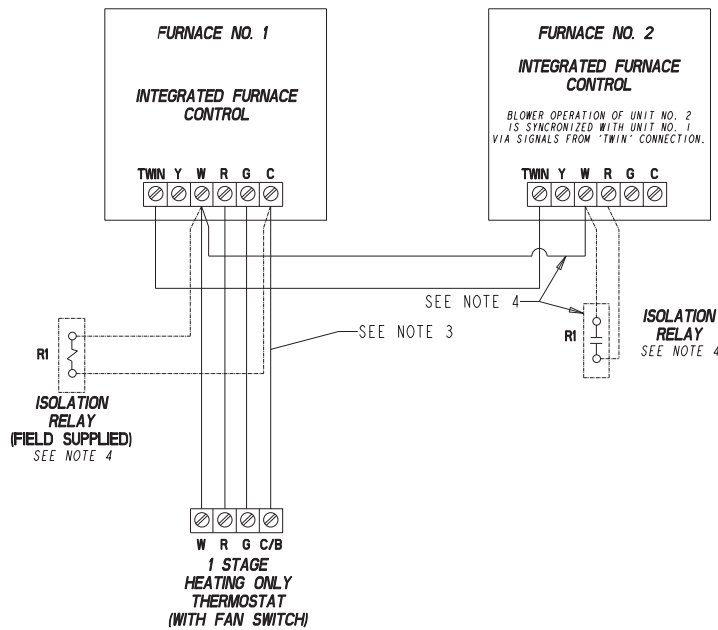 FURNACE NO. 1
INTEGRATED FURNACE
CONTROL
TWIN Y W R G C
FURNACE NO. 2
INTEGRATED FURNACE
CONTROL
BLOWER OPERATION OF UNIT NO. 2
IS SYNCRONIZED WITH UNIT NO. 1
VIA SIGNALS FROM 'TWIN' CONNECTION.
TWIN Y W R G C
SEE NOTE 4
SEE NOTE 3
R1
ISOLATION
RELAY
(FIELD SUPPLIED)
SEE NOTE 4
R1
ISOLATION
RELAY
SEE NOTE 4
W R G C/B
1 STAGE
HEATING ONLY
THERMOSTAT
(WITH FAN SWITCH)